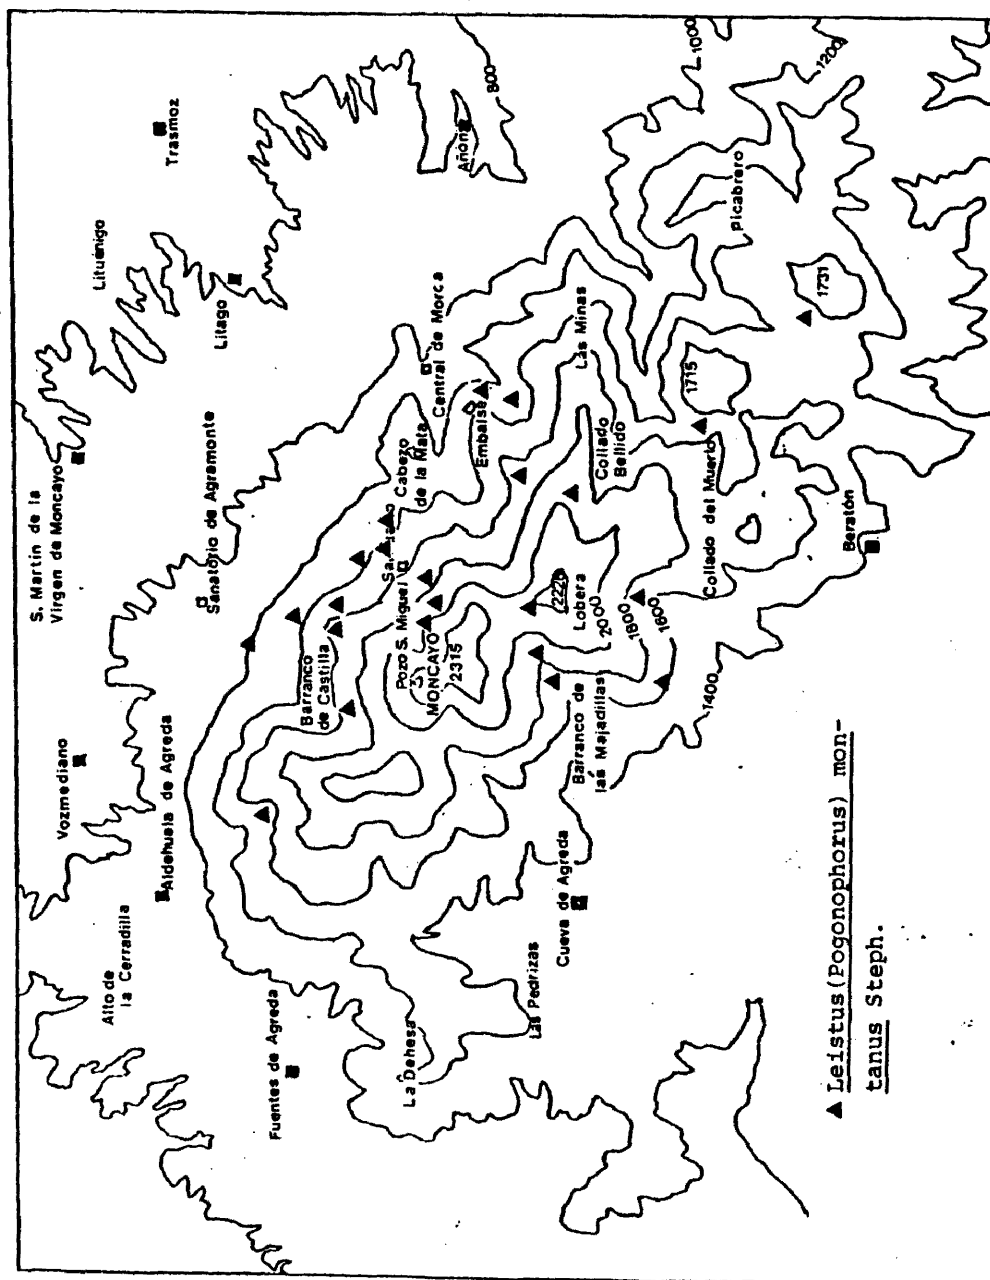 S. Martín de la
Virgen de Moncayo
Vozmediano
Lituénigo
Alto de
la Cerradilla
Aldehuela de Agreda
Trasmoz
Sanatorio de Agramonte
Litago
Fuentes de Agreda
Barranco
de Castilla
Cabezo
de la Mata
Central de Morca
La Dehesa
Pozo S. Miguel
MONCAYO
2315
Añón
Embalse
800
Las Pedrizas
Cueva de Agreda
2226
Lobera
Barranco de
las Majadillas
Collado
Bellido
Las Minas
2000
1800
1600
1400
Collado del Muerto
1715
1000
Picabrero
1200
1731
Beratón
▲ Leistus (Pogonophorus) mon-
tanus Steph.